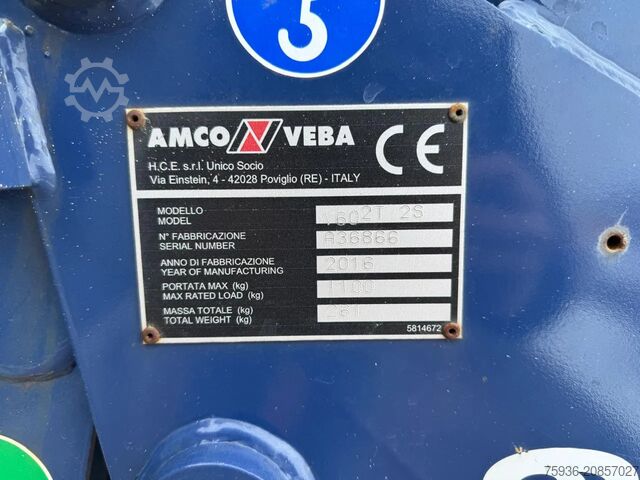 5
AMCO VEBA CE
H.C.E. s.r.l. Unico Socio
Via Einstein, 4 - 42028 Poviglio (RE) - ITALY
MODELLO
MODEL
N° FABBRICAZIONE
SERIAL NUMBER A36866
ANNO DI FABBRICAZIONE
YEAR OF MANUFACTURING 2016
PORTATA MAX (kg)
MAX RATED LOAD (kg) 1100
MASSA TOTALE (kg)
TOTAL WEIGHT (kg)
5814672
75936-20857027